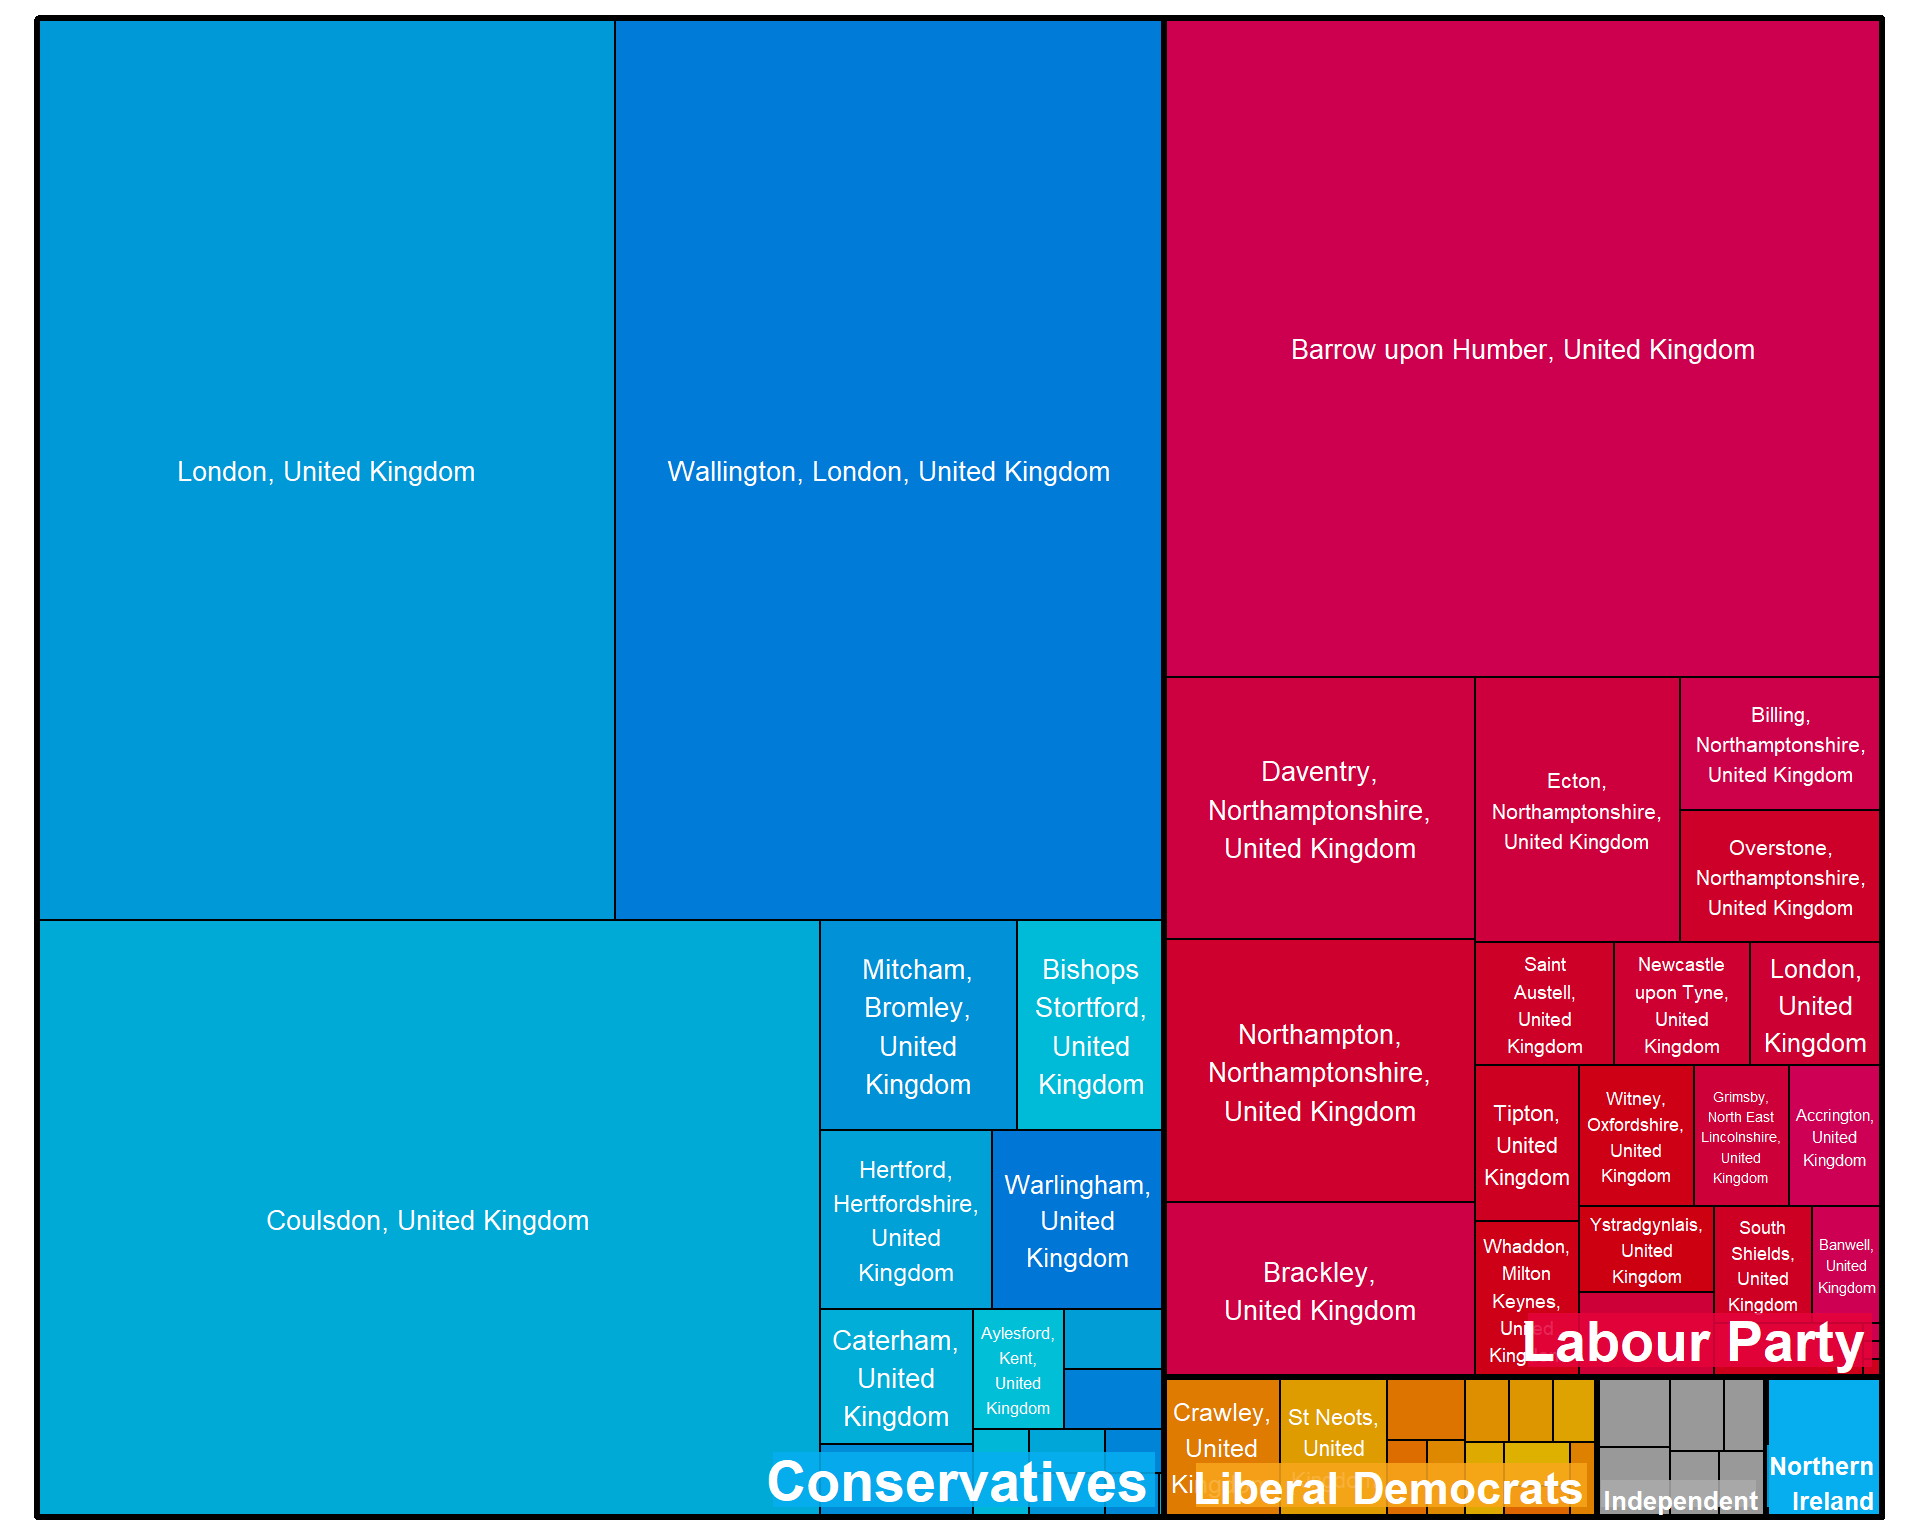 London, United Kingdom
Wallington, London, United Kingdom
Barrow upon Humber, United Kingdom
Daventry,
Northamptonshire,
United Kingdom
Ecton,
Northamptonshire,
United Kingdom
Billing,
Northamptonshire,
United Kingdom
Overstone,
Northamptonshire,
United Kingdom
Coulsdon, United Kingdom
Mitcham,
Bromley,
United
Kingdom
Bishops
Stortford,
United
Kingdom
Hertford,
Hertfordshire,
United
Kingdom
Warlingham,
United
Kingdom
Caterham,
United
Kingdom
Aylesford,
Kent,
United
Kingdom
Conservatives
Northampton,
Northamptonshire,
United Kingdom
Brackley,
United Kingdom
Saint
Austell,
United
Kingdom
Newcastle
upon Tyne,
United
Kingdom
London,
United
Kingdom
Tipton,
United
Kingdom
Witney,
Oxfordshire,
United
Kingdom
Grimsby,
North East
Lincolnshire,
United
Kingdom
Accrington,
United
Kingdom
Whaddon,
Milton
Keynes,
United
Ystradgynlais,
United
Kingdom
South
Shields,
United
Kingdom
Banwell,
United
Kingdom
Labour Party
Crawley,
United
St Neots,
United
Kingdom
Liberal Democrats
Independent
Northern
Ireland